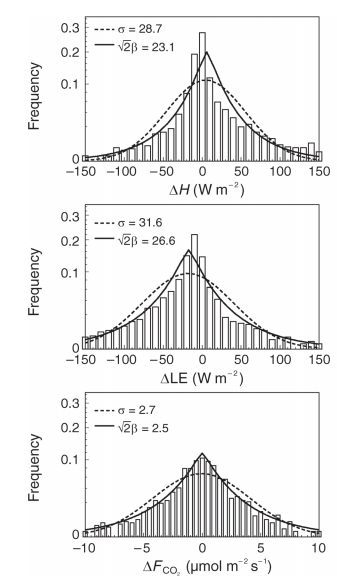 Frequency
0.3
0.2
0.1
0
σ = 28.7
√2β = 23.1
−150 −100 −50 0 50 100 150
ΔH (W m⁻²)
Frequency
0.3
0.2
0.1
0
σ = 31.6
√2β = 26.6
−150 −100 −50 0 50 100 150
ΔLE (W m⁻²)
Frequency
0.3
0.2
0.1
0
σ = 2.7
√2β = 2.5
−10 −5 0 5 10
ΔF_CO₂ (μmol m⁻² s⁻¹)